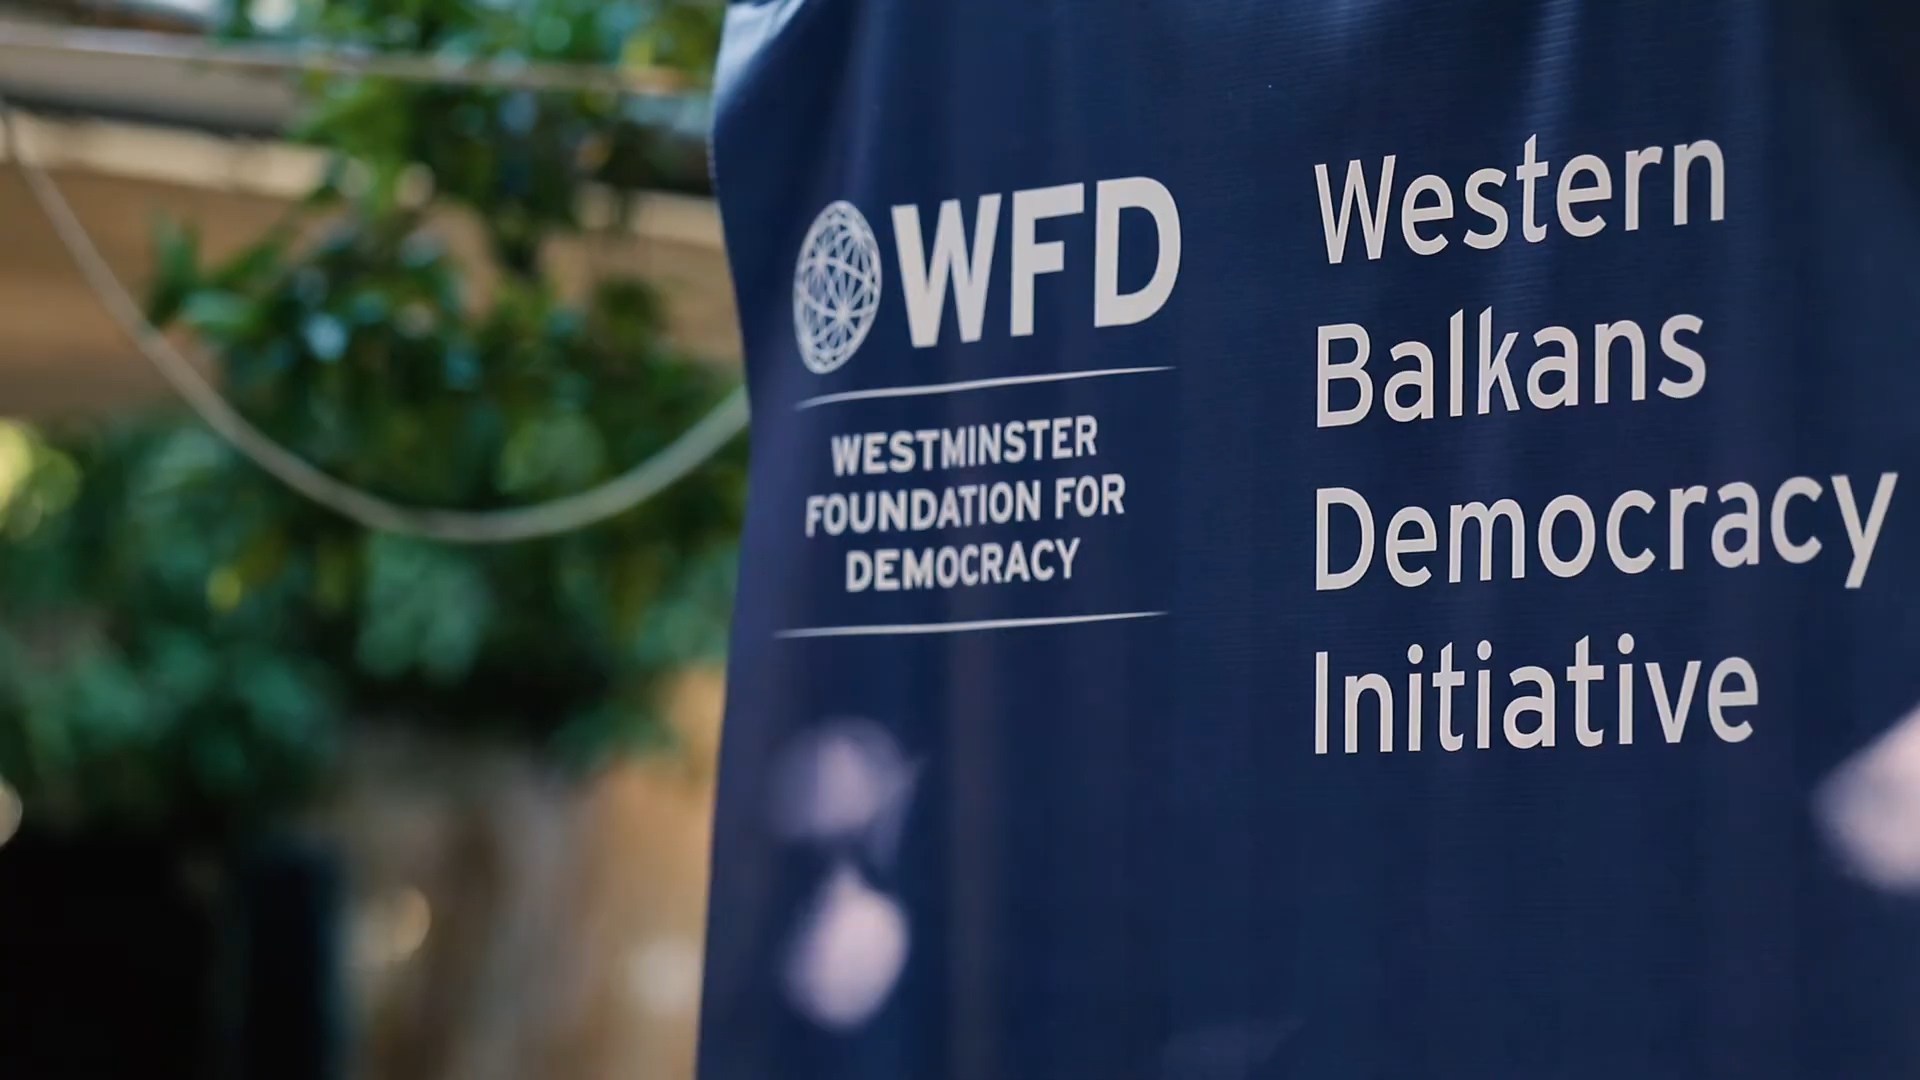 WFD
WESTMINSTER
FOUNDATION FOR
DEMOCRACY
Western
Balkans
Democracy
Initiative